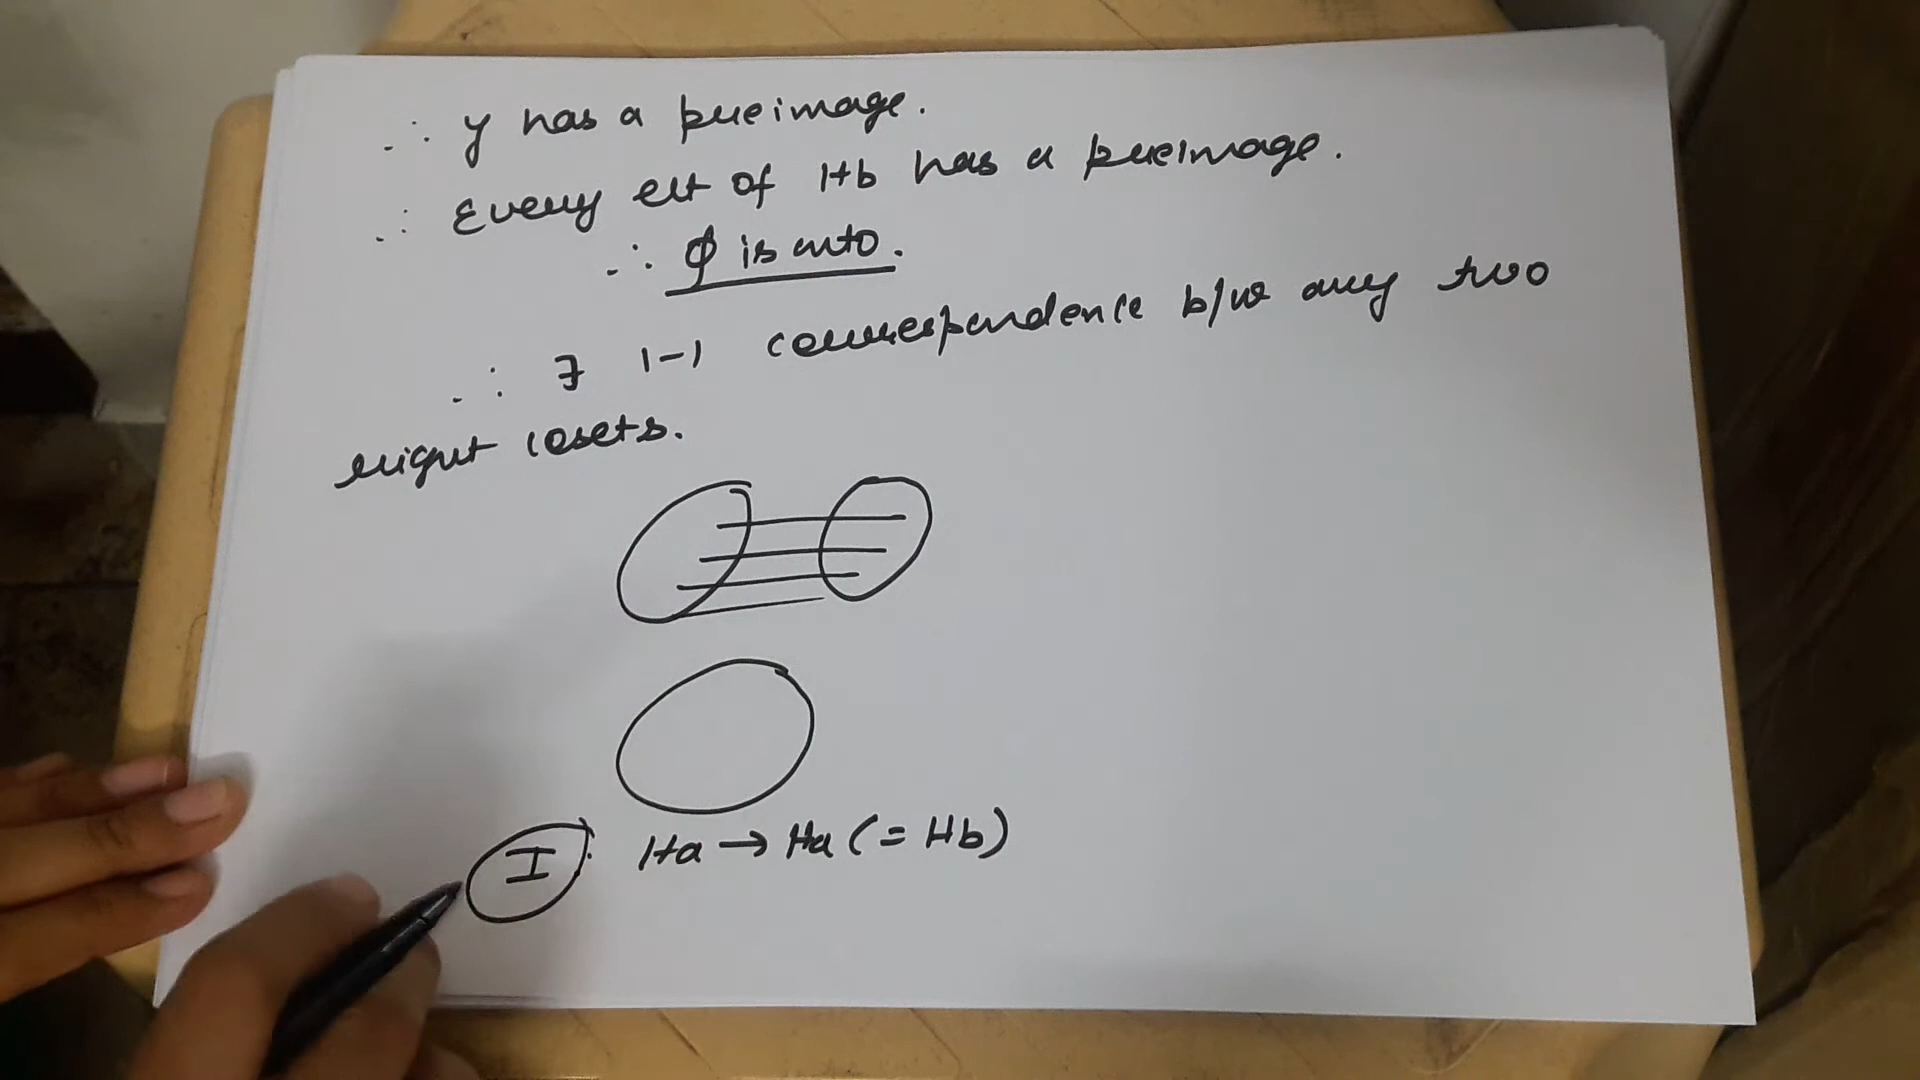 ∴ y has a preimage.
∴ Every elt of Hb has a preimage.
∴ φ is onto.
∴ ∃ 1-1 correspondence b/w any two
right cosets.
I: Ha → Ha (= Hb)